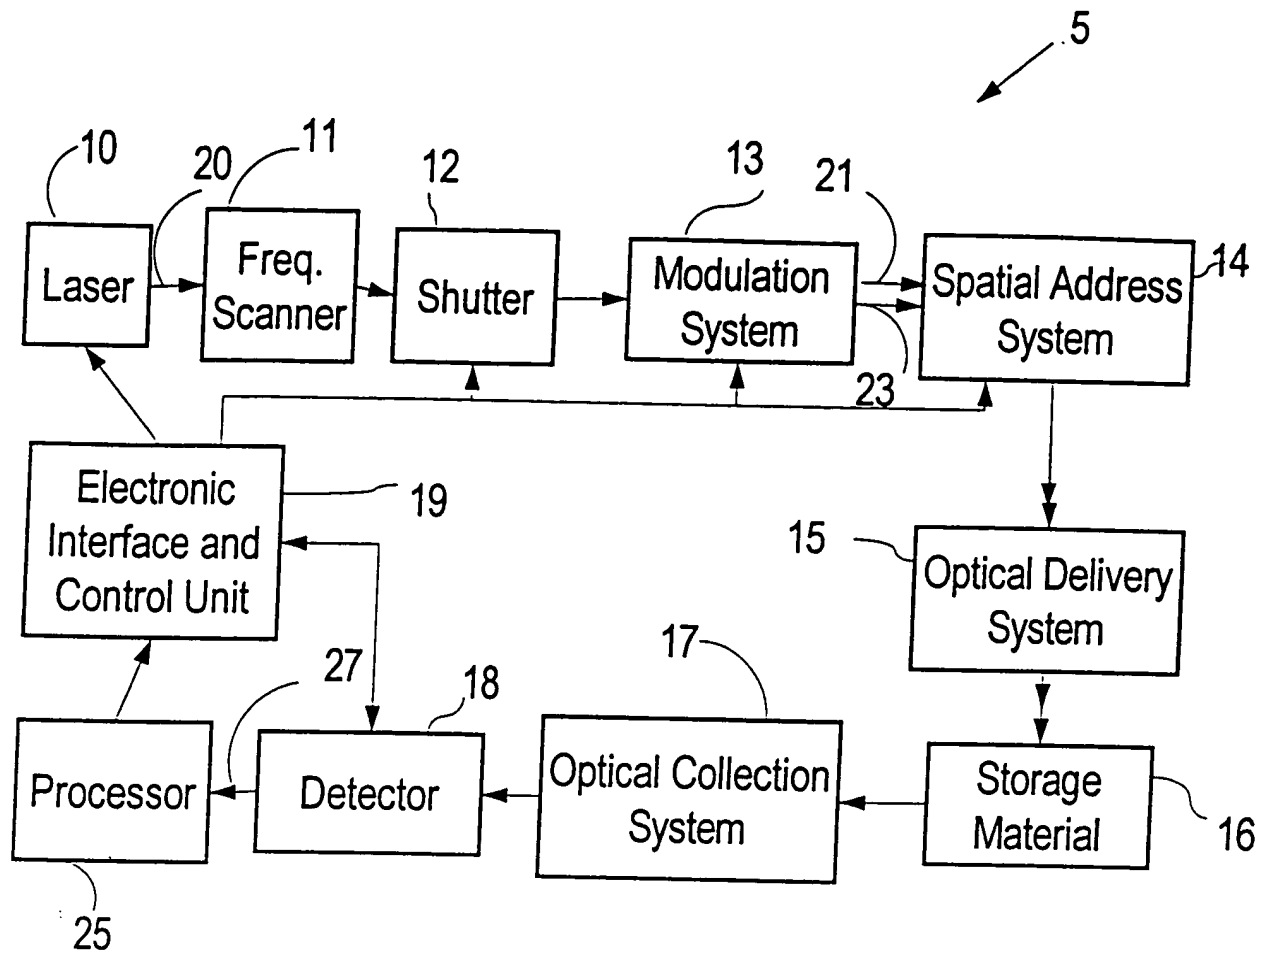 5
10
20
11
12
13
21
Laser
Freq.
Scanner
Shutter
Modulation
System
Spatial Address
System
14
23
Electronic
Interface and
Control Unit
19
15
Optical Delivery
System
17
27
18
Processor
Detector
Optical Collection
System
Storage
Material
16
25